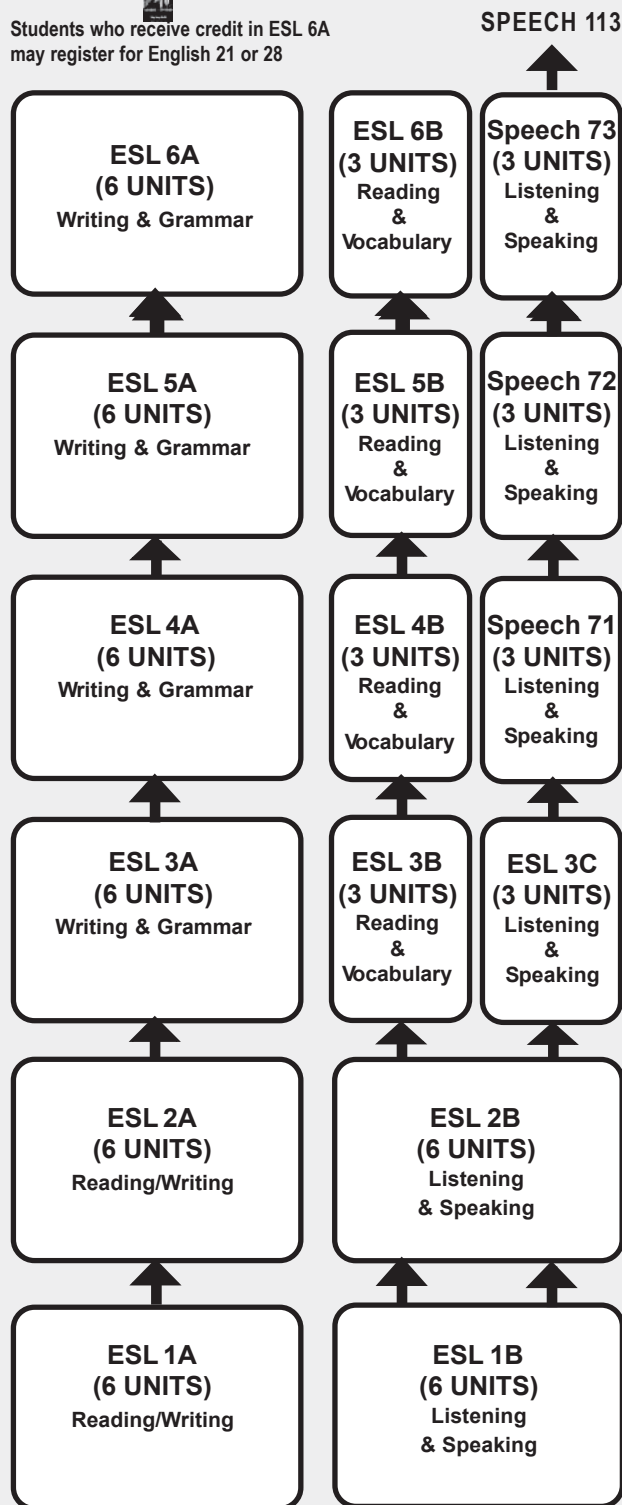 Students who receive credit in ESL 6A
may register for English 21 or 28
SPEECH 113
ESL 6A
(6 UNITS)
Writing & Grammar
ESL 6B
(3 UNITS)
Reading
&
Vocabulary
Speech 73
(3 UNITS)
Listening
&
Speaking
ESL 5A
(6 UNITS)
Writing & Grammar
ESL 5B
(3 UNITS)
Reading
&
Vocabulary
Speech 72
(3 UNITS)
Listening
&
Speaking
ESL 4A
(6 UNITS)
Writing & Grammar
ESL 4B
(3 UNITS)
Reading
&
Vocabulary
Speech 71
(3 UNITS)
Listening
&
Speaking
ESL 3A
(6 UNITS)
Writing & Grammar
ESL 3B
(3 UNITS)
Reading
&
Vocabulary
ESL 3C
(3 UNITS)
Listening
&
Speaking
ESL 2A
(6 UNITS)
Reading/Writing
ESL 2B
(6 UNITS)
Listening
& Speaking
ESL 1A
(6 UNITS)
Reading/Writing
ESL 1B
(6 UNITS)
Listening
& Speaking